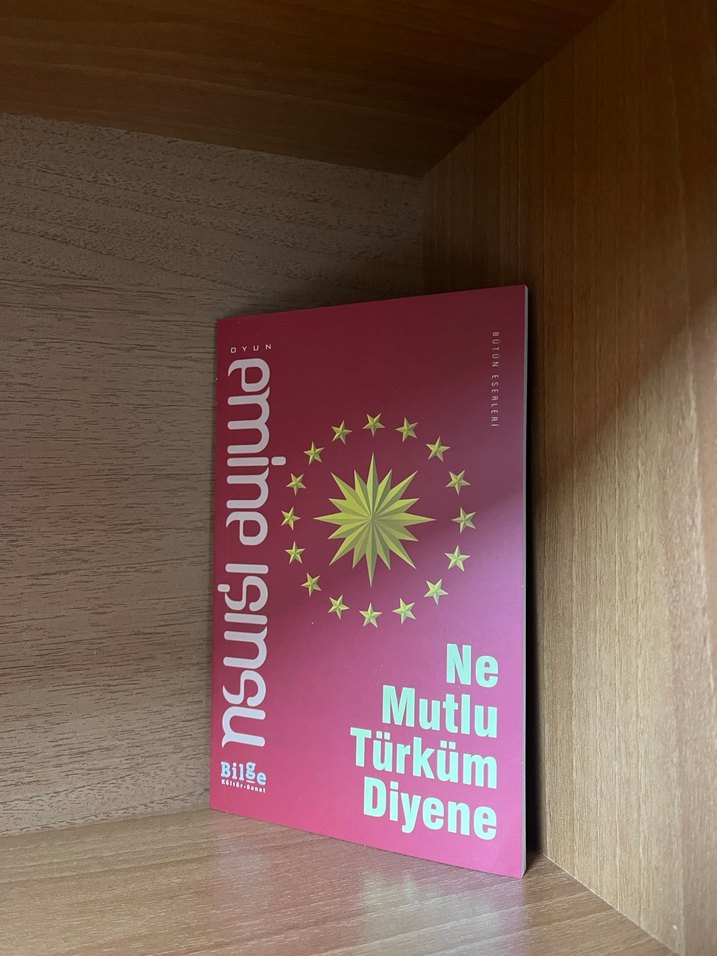 OYUN
emine ışınsu
BÜTÜN ESERLERİ
Ne
Mutlu
Türküm
Diyene
Bilge
Kültür-Sanat